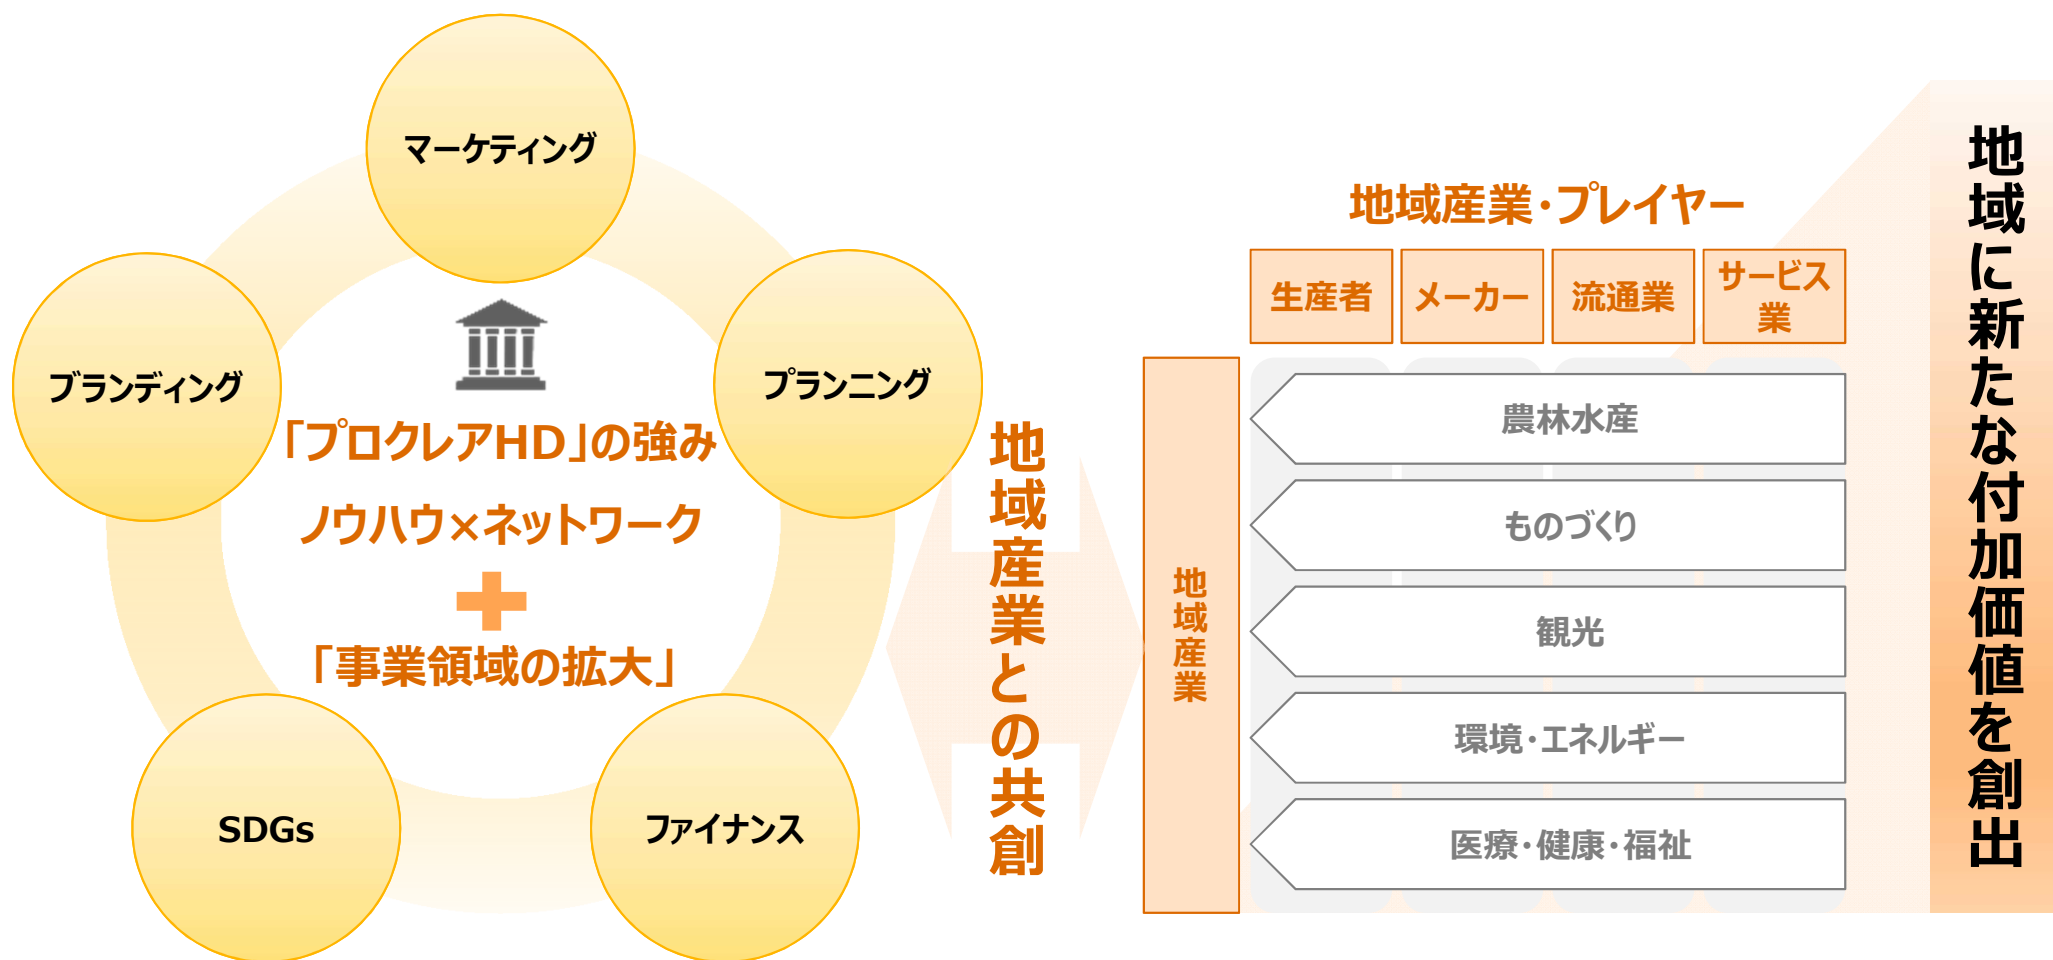 マーケティング
ブランディング
プランニング
「プロクレアHD」の強み
ノウハウ×ネットワーク
「事業領域の拡大」
SDGs
ファイナンス
地域産業との共創
地域産業・プレイヤー
生産者
メーカー
流通業
サービス
業
地域産業
農林水産
ものづくり
観光
環境・エネルギー
医療・健康・福祉
地域に新たな付加価値を創出